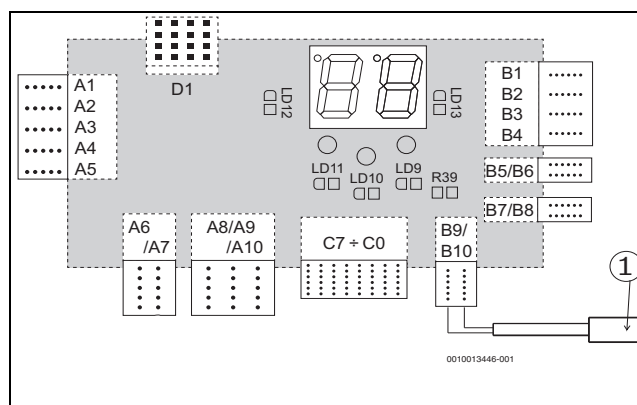 D1
A1
A2
A3
A4
A5
LD12
LD13
LD11
LD10
LD9
R39
B1
B2
B3
B4
B5/B6
B7/B8
A6
/A7
A8/A9
/A10
C7 ÷ C0
B9/
B10
1
0010013446-001